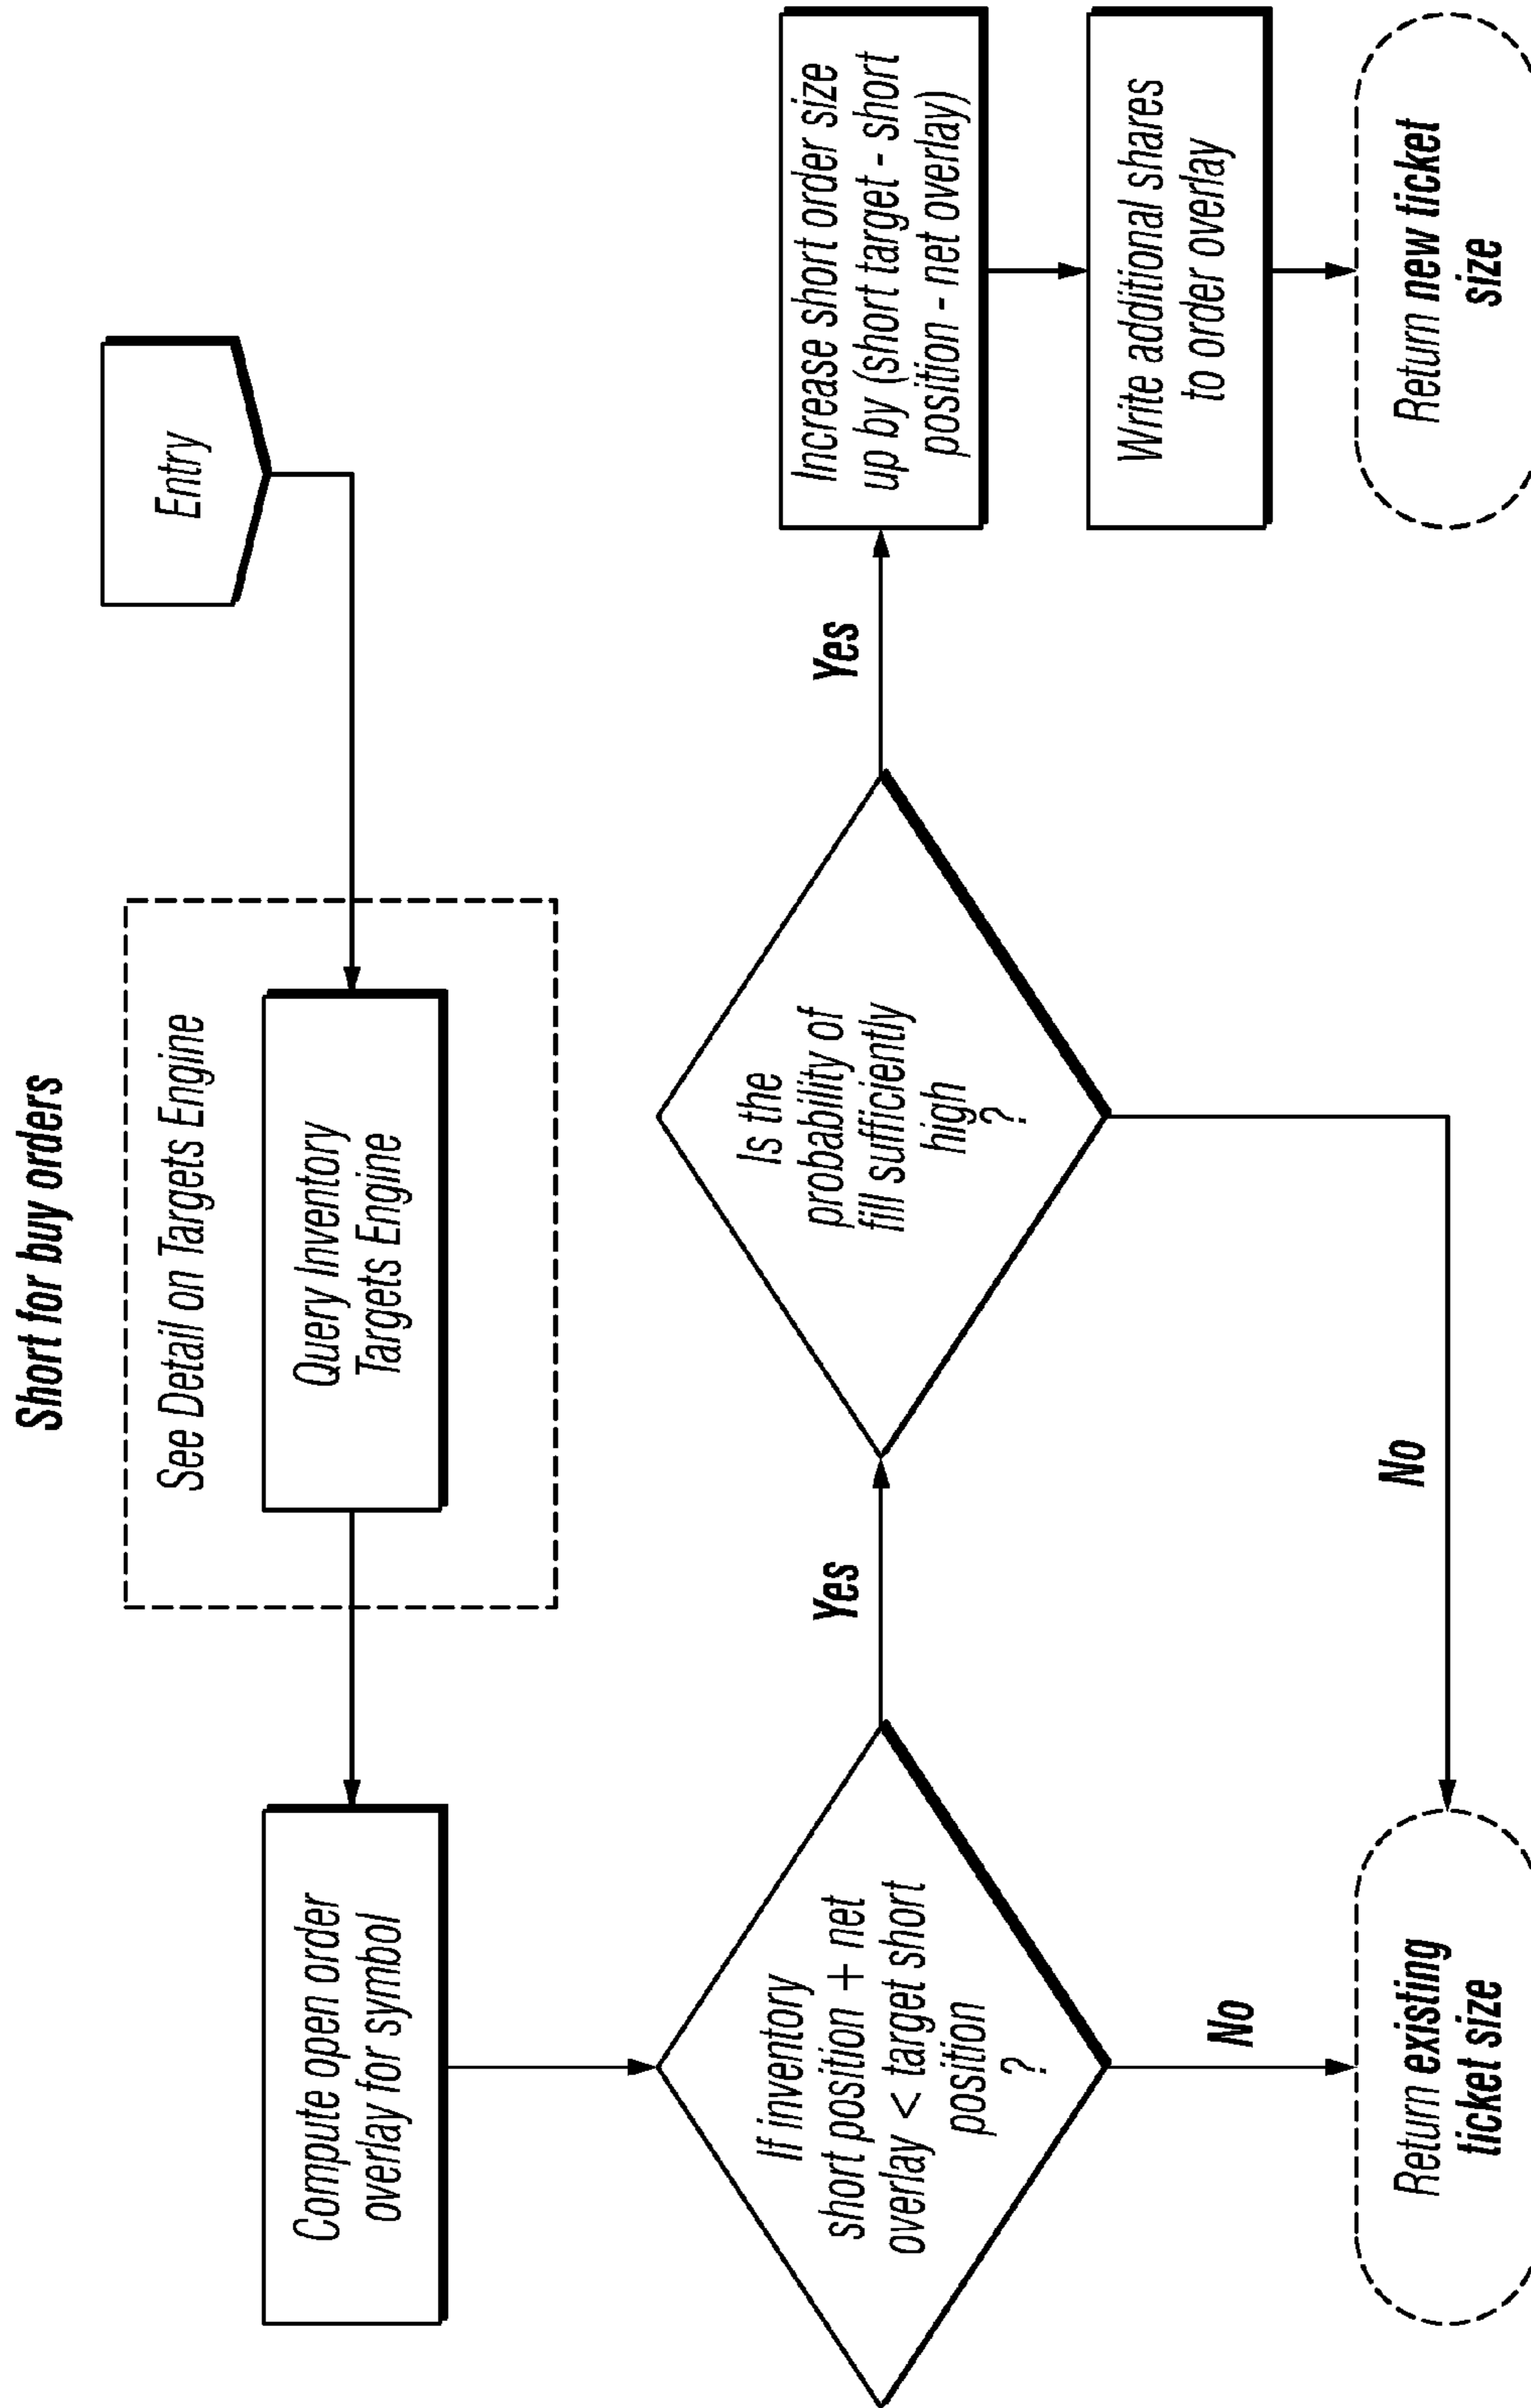 Short for buy orders
Entry
See Detail on Targets Engine
Query Inventory
Targets Engine
Compute open order
overlay for symbol
If inventory
short position + net
overlay < target short
position
?
Yes
No
Is the
probability of
fill sufficiently
high
?
Yes
No
Increase short order size
up by (short target - short
position - net overlay)
Write additional shares
to order overlay
Return new ticket
size
Return existing
ticket size